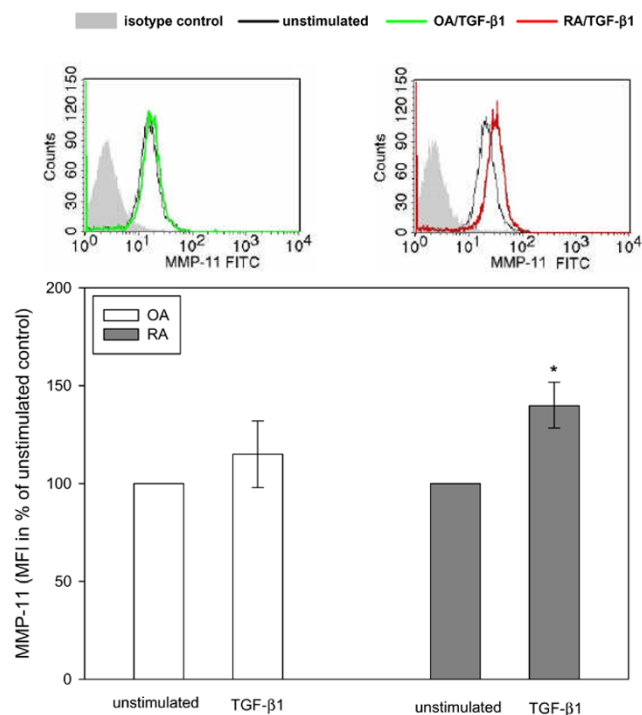 isotype control unstimulated OA/TGF-β1 RA/TGF-β1
150
120
90
60
30
0
Counts
10⁰ 10¹ 10² 10³ 10⁴
MMP-11 FITC
150
120
90
60
30
0
Counts
10⁰ 10¹ 10² 10³ 10⁴
MMP-11 FITC
OA
RA
200
150
100
50
0
MMP-11 (MFI in % of unstimulated control)
*
unstimulated TGF-β1 unstimulated TGF-β1